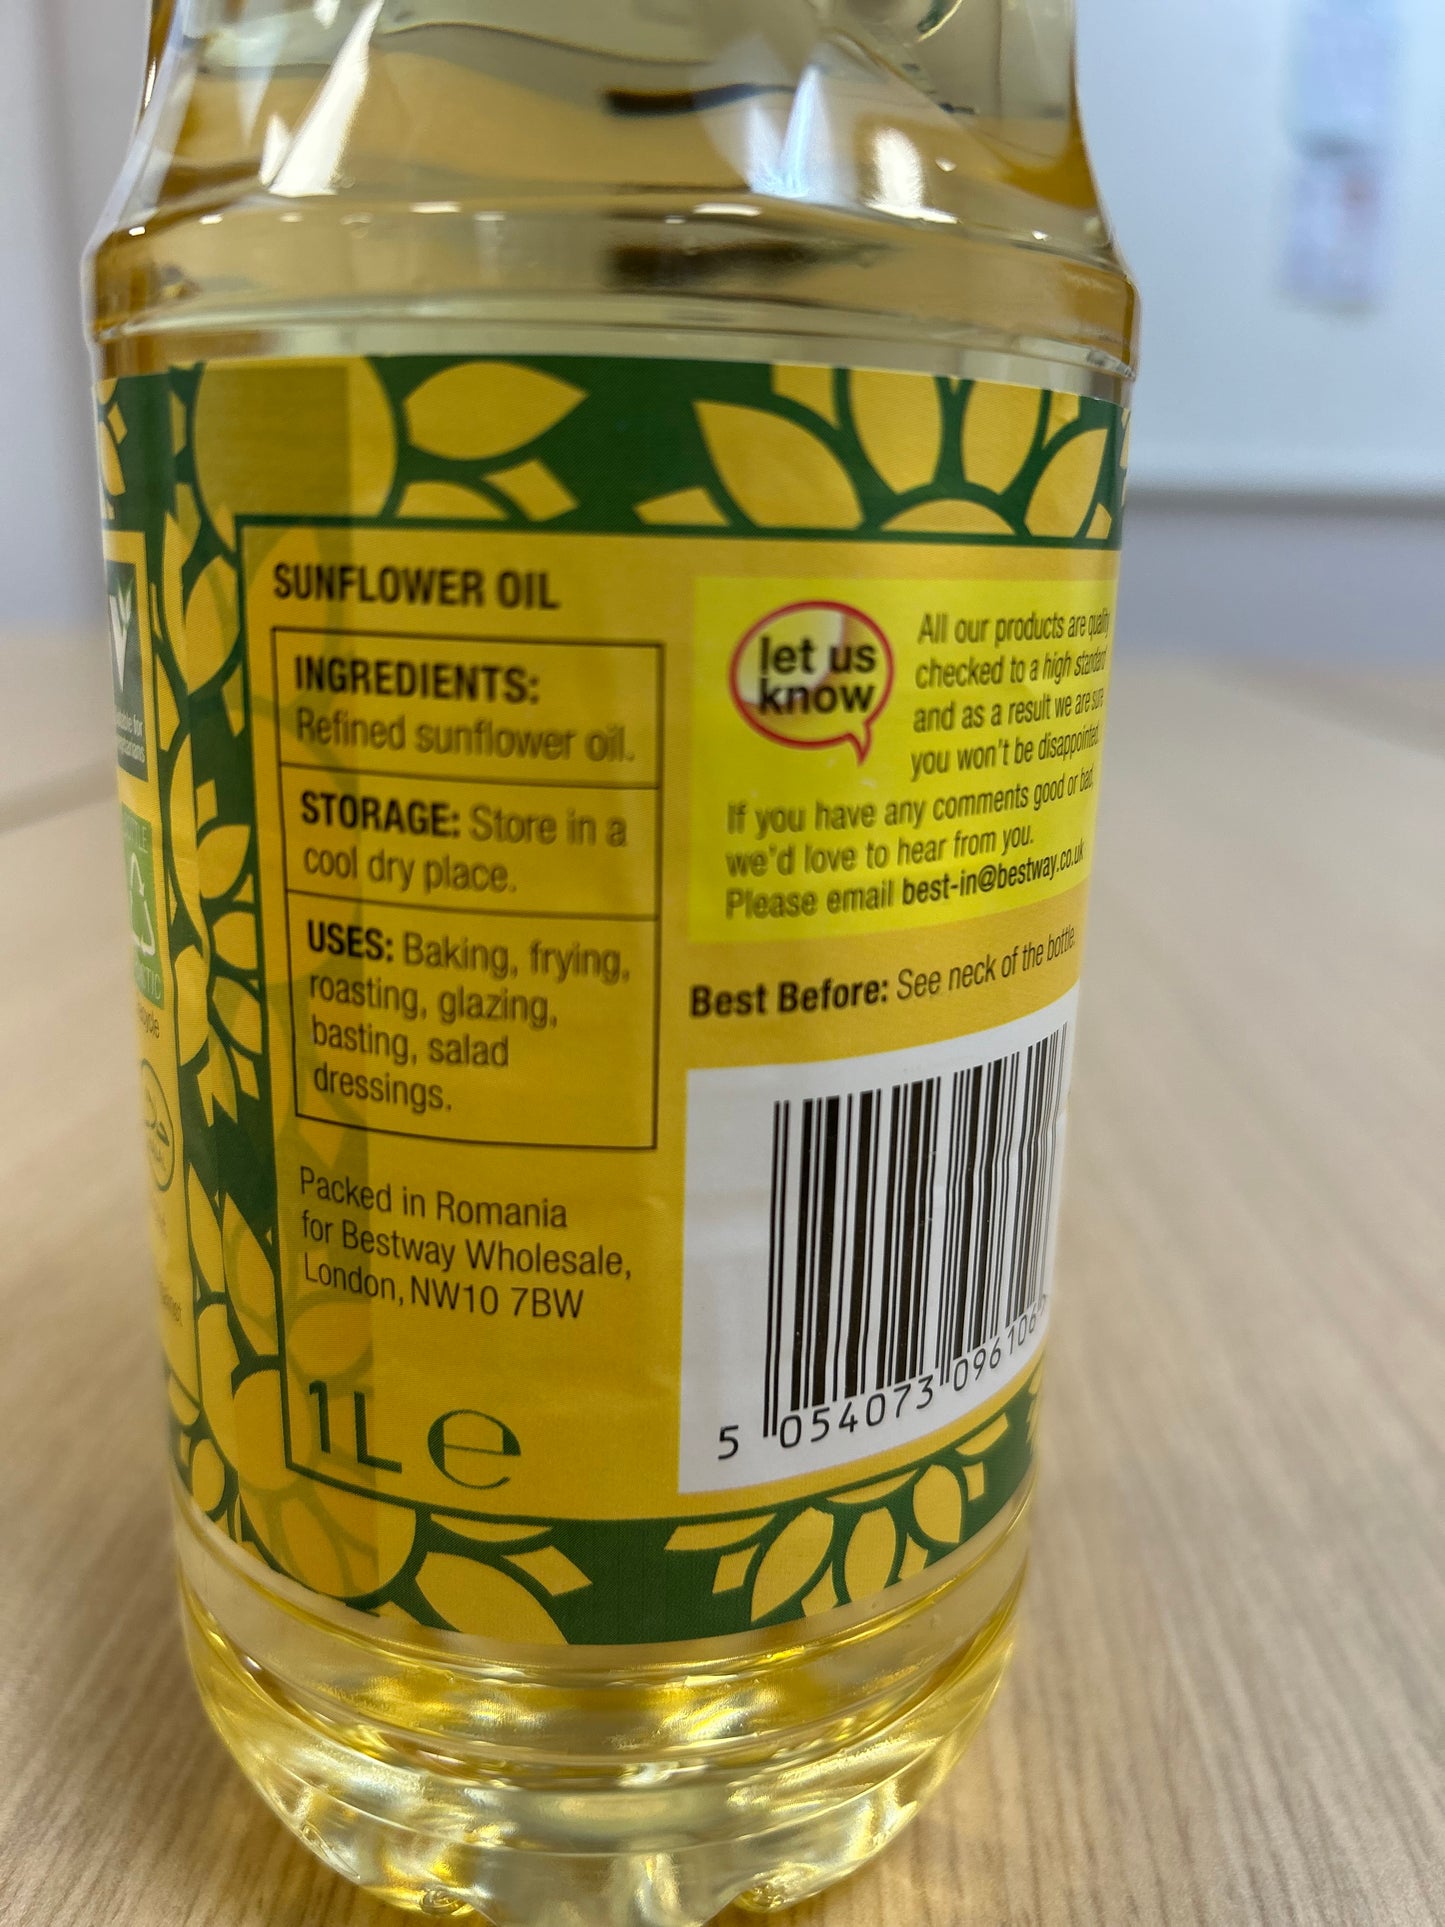 SUNFLOWER OIL
INGREDIENTS:
Refined sunflower oil.
STORAGE: Store in a
cool dry place.
USES: Baking, frying,
roasting, glazing,
basting, salad
dressings.
Packed in Romania
for Bestway Wholesale,
London, NW10 7BW
1L e
let us
know
All our products are quality
checked to a high standard
and as a result we are sure
you won't be disappointed.
If you have any comments good or bad,
we'd love to hear from you.
Please email best-in@bestway.co.uk
Best Before: See neck of the bottle.
5 054073 096106